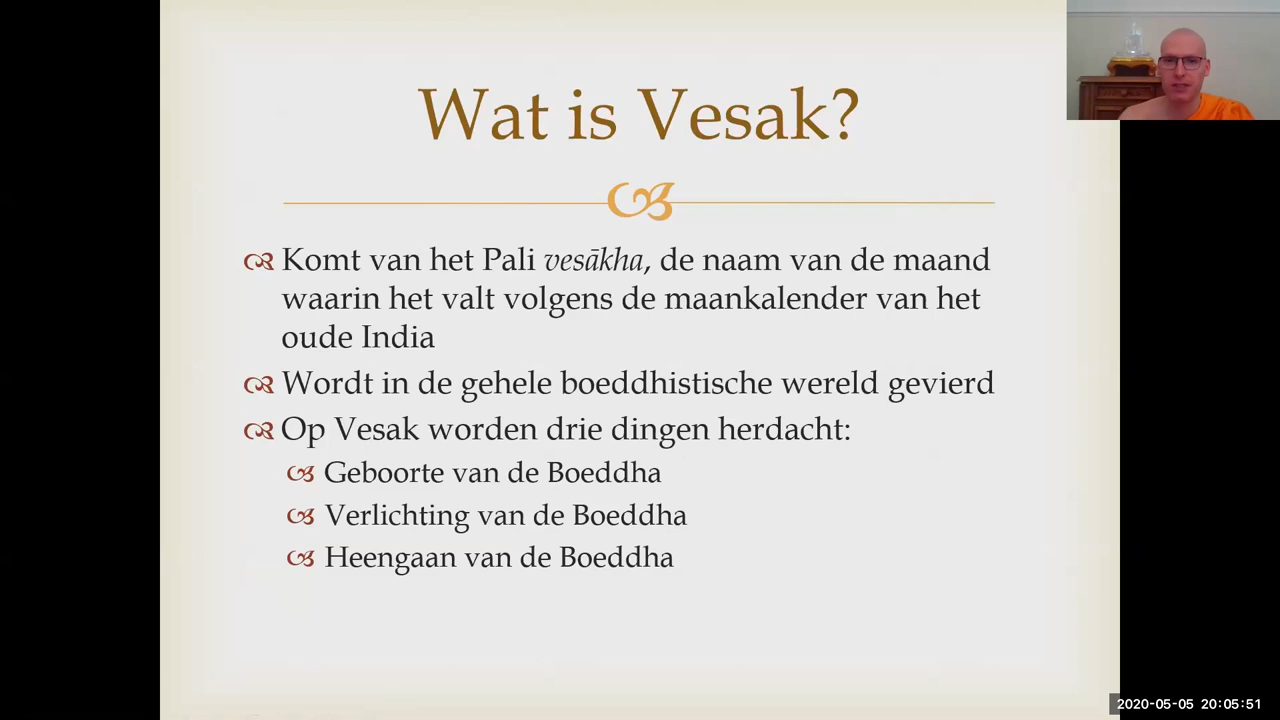 Wat is Vesak?
Komt van het Pali vesākha, de naam van de maand
waarin het valt volgens de maankalender van het
oude India
Wordt in de gehele boeddhistische wereld gevierd
Op Vesak worden drie dingen herdacht:
Geboorte van de Boeddha
Verlichting van de Boeddha
Heengaan van de Boeddha
2020-05-05 20:05:51